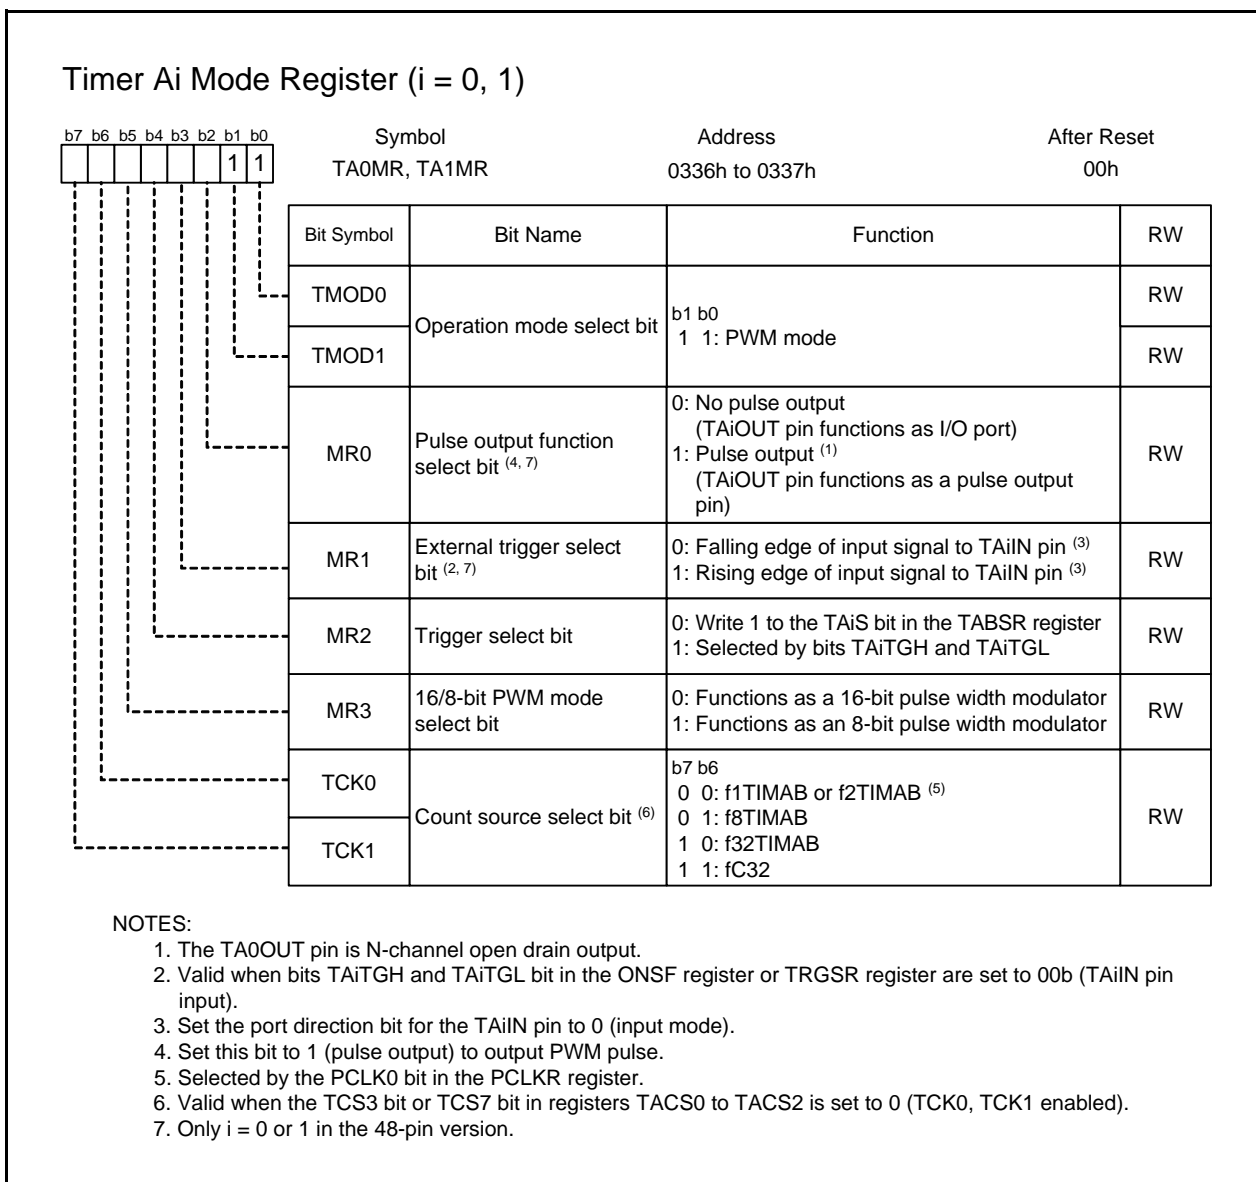 Timer Ai Mode Register (i = 0, 1)
b7 b6 b5 b4 b3 b2 b1 b0
1 1
Symbol Address After Reset
TA0MR, TA1MR 0336h to 0337h 00h
Bit Symbol Bit Name Function RW
TMOD0 RW
Operation mode select bit
b1 b0
1 1: PWM mode
TMOD1 RW
MR0
Pulse output function
select bit (4, 7)
0: No pulse output
(TAiOUT pin functions as I/O port)
1: Pulse output (1)
(TAiOUT pin functions as a pulse output
pin)
RW
MR1
External trigger select
bit (2, 7)
0: Falling edge of input signal to TAiIN pin (3)
1: Rising edge of input signal to TAiIN pin (3)
RW
MR2
Trigger select bit
0: Write 1 to the TAiS bit in the TABSR register
1: Selected by bits TAiTGH and TAiTGL
RW
MR3
16/8-bit PWM mode
select bit
0: Functions as a 16-bit pulse width modulator
1: Functions as an 8-bit pulse width modulator
RW
TCK0
TCK1
Count source select bit (6)
b7 b6
0 0: f1TIMAB or f2TIMAB (5)
0 1: f8TIMAB
1 0: f32TIMAB
1 1: fC32
RW
NOTES:
1. The TA0OUT pin is N-channel open drain output.
2. Valid when bits TAiTGH and TAiTGL bit in the ONSF register or TRGSR register are set to 00b (TAiIN pin
input).
3. Set the port direction bit for the TAiIN pin to 0 (input mode).
4. Set this bit to 1 (pulse output) to output PWM pulse.
5. Selected by the PCLK0 bit in the PCLKR register.
6. Valid when the TCS3 bit or TCS7 bit in registers TACS0 to TACS2 is set to 0 (TCK0, TCK1 enabled).
7. Only i = 0 or 1 in the 48-pin version.